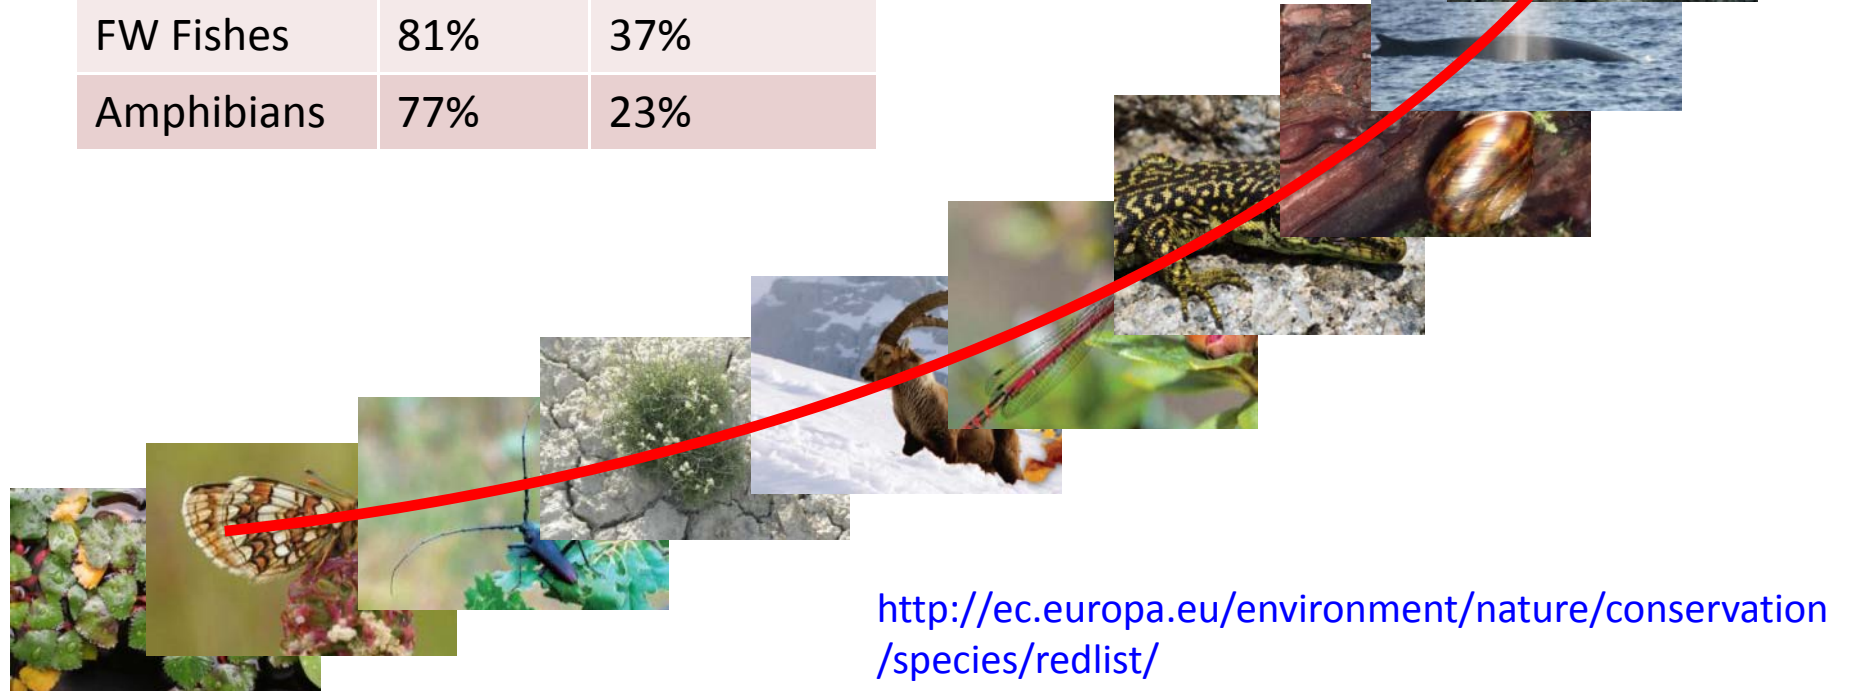 FW Fishes 81% 37%
Amphibians 77% 23%
http://ec.europa.eu/environment/nature/conservation
/species/redlist/